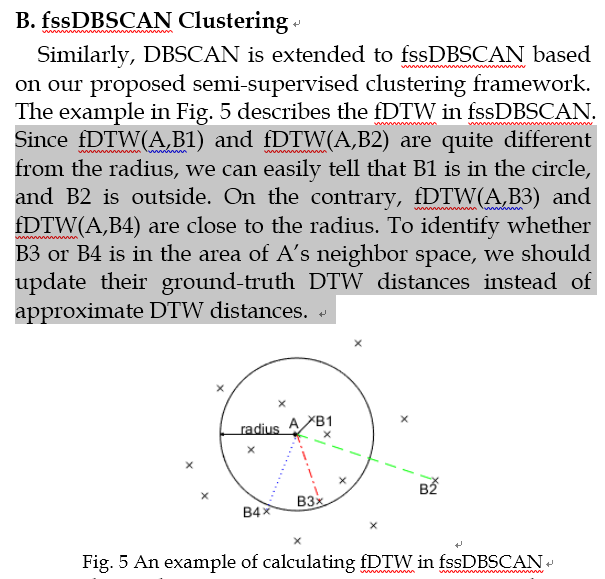 B. fssDBSCAN Clustering
Similarly, DBSCAN is extended to fssDBSCAN based
on our proposed semi-supervised clustering framework.
The example in Fig. 5 describes the fDTW in fssDBSCAN.
Since fDTW(A,B1) and fDTW(A,B2) are quite different
from the radius, we can easily tell that B1 is in the circle,
and B2 is outside. On the contrary, fDTW(A,B3) and
fDTW(A,B4) are close to the radius. To identify whether
B3 or B4 is in the area of A’s neighbor space, we should
update their ground-truth DTW distances instead of
approximate DTW distances.
radius A B1
B2
B3
B4
Fig. 5 An example of calculating fDTW in fssDBSCAN